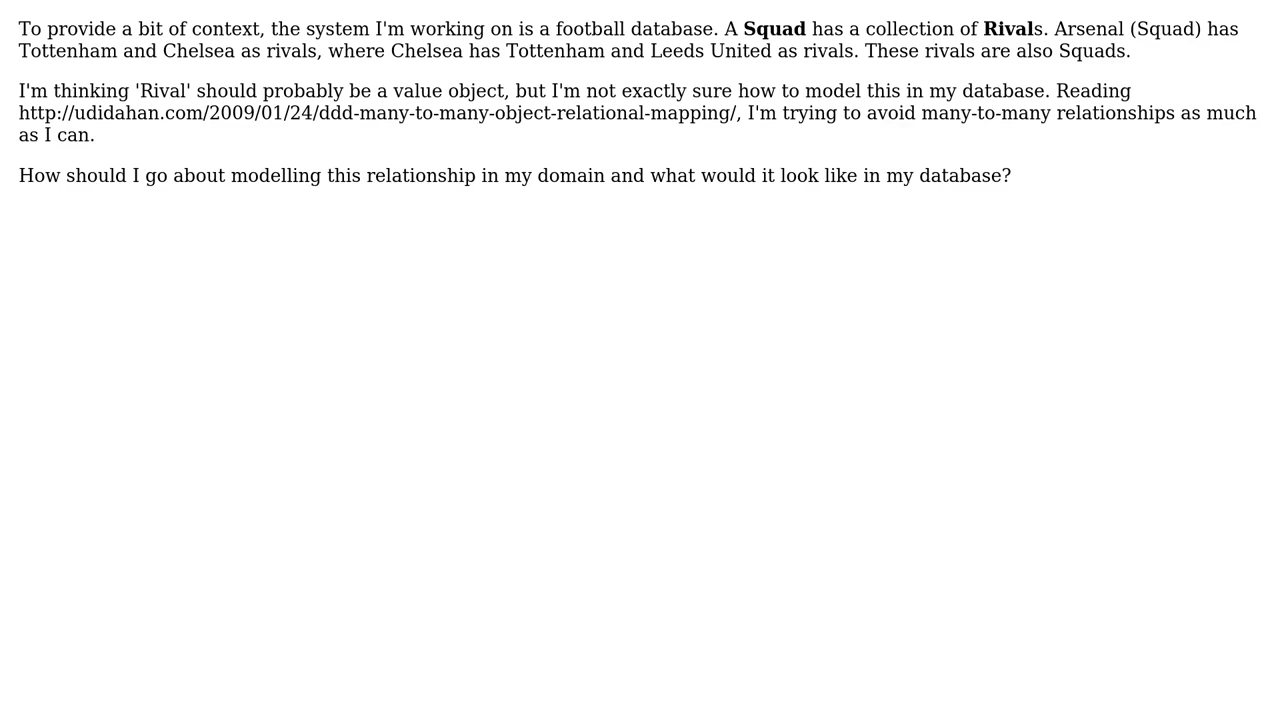 To provide a bit of context, the system I'm working on is a football database. A Squad has a collection of Rivals. Arsenal (Squad) has
Tottenham and Chelsea as rivals, where Chelsea has Tottenham and Leeds United as rivals. These rivals are also Squads.
I'm thinking 'Rival' should probably be a value object, but I'm not exactly sure how to model this in my database. Reading
http://udidahan.com/2009/01/24/ddd-many-to-many-object-relational-mapping/, I'm trying to avoid many-to-many relationships as much
as I can.
How should I go about modelling this relationship in my domain and what would it look like in my database?